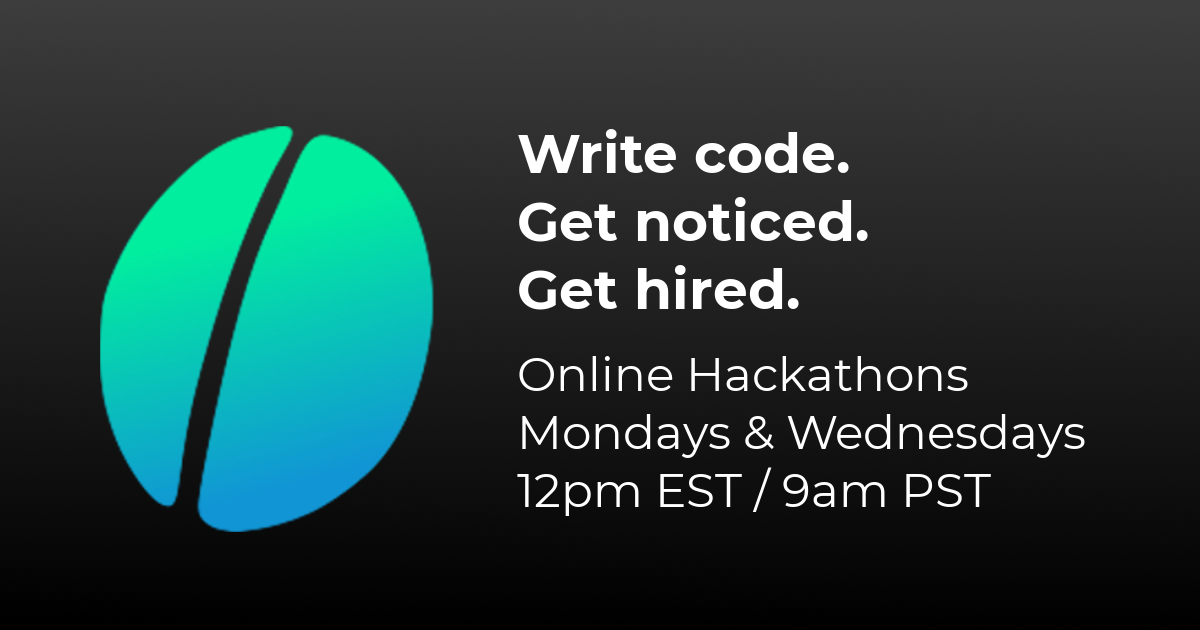 Write code.
Get noticed.
Get hired.
Online Hackathons
Mondays & Wednesdays
12pm EST / 9am PST